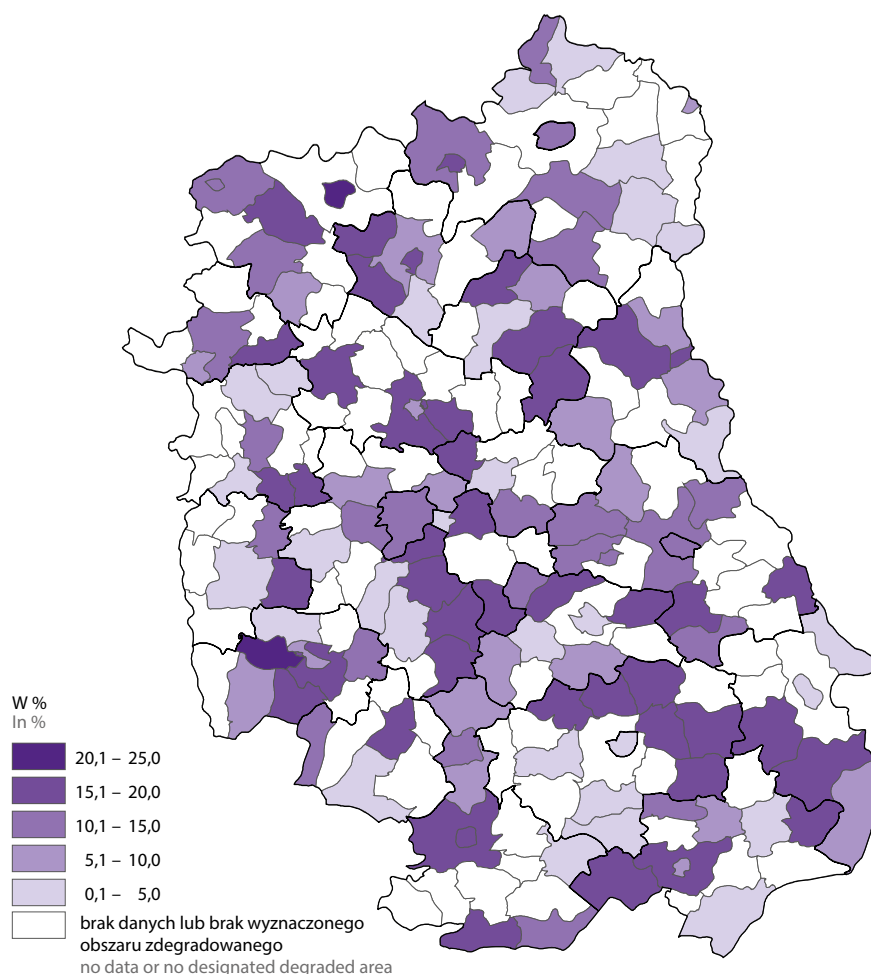 W %
In %
20,1 – 25,0
15,1 – 20,0
10,1 – 15,0
5,1 – 10,0
0,1 – 5,0
brak danych lub brak wyznaczonego
obszaru zdegradowanego
no data or no designated degraded area